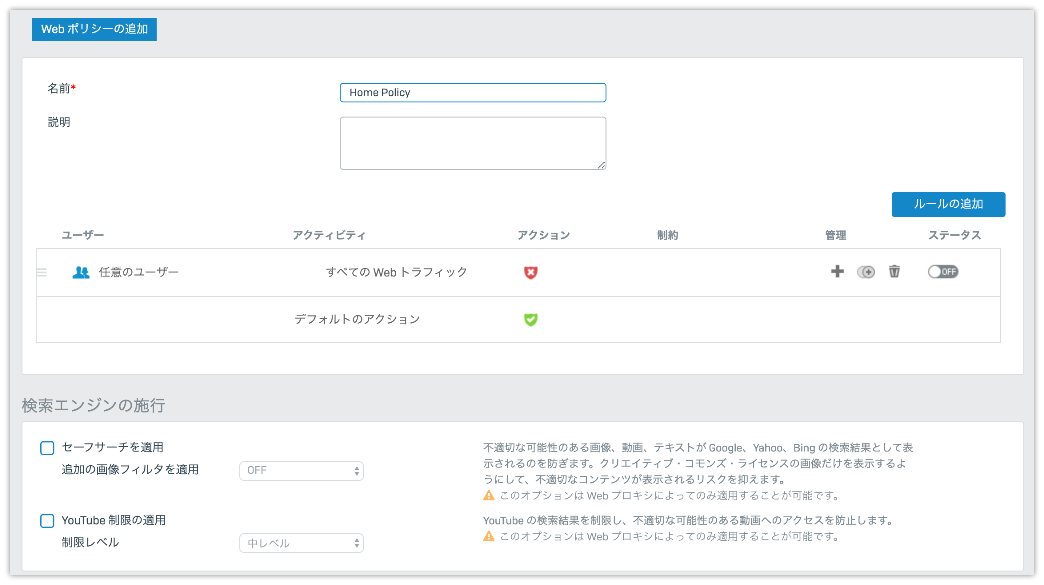 Web ポリシーの追加
名前*
Home Policy
説明
ルールの追加
ユーザー アクティビティ アクション 制約 管理 ステータス
任意のユーザー すべての Web トラフィック OFF
デフォルトのアクション
検索エンジンの施行
セーフサーチを適用
追加の画像フィルタを適用 OFF
不適切な可能性のある画像、動画、テキストが Google、Yahoo、Bing の検索結果として表
示されるのを防ぎます。クリエイティブ・コモンズ・ライセンスの画像だけを表示するよ
うにして、不適切なコンテンツが表示されるリスクを抑えます。
このオプションは Web プロキシによってのみ適用することが可能です。
YouTube 制限の適用
制限レベル 中レベル
YouTube の検索結果を制限し、不適切な可能性のある動画へのアクセスを防止します。
このオプションは Web プロキシによってのみ適用することが可能です。